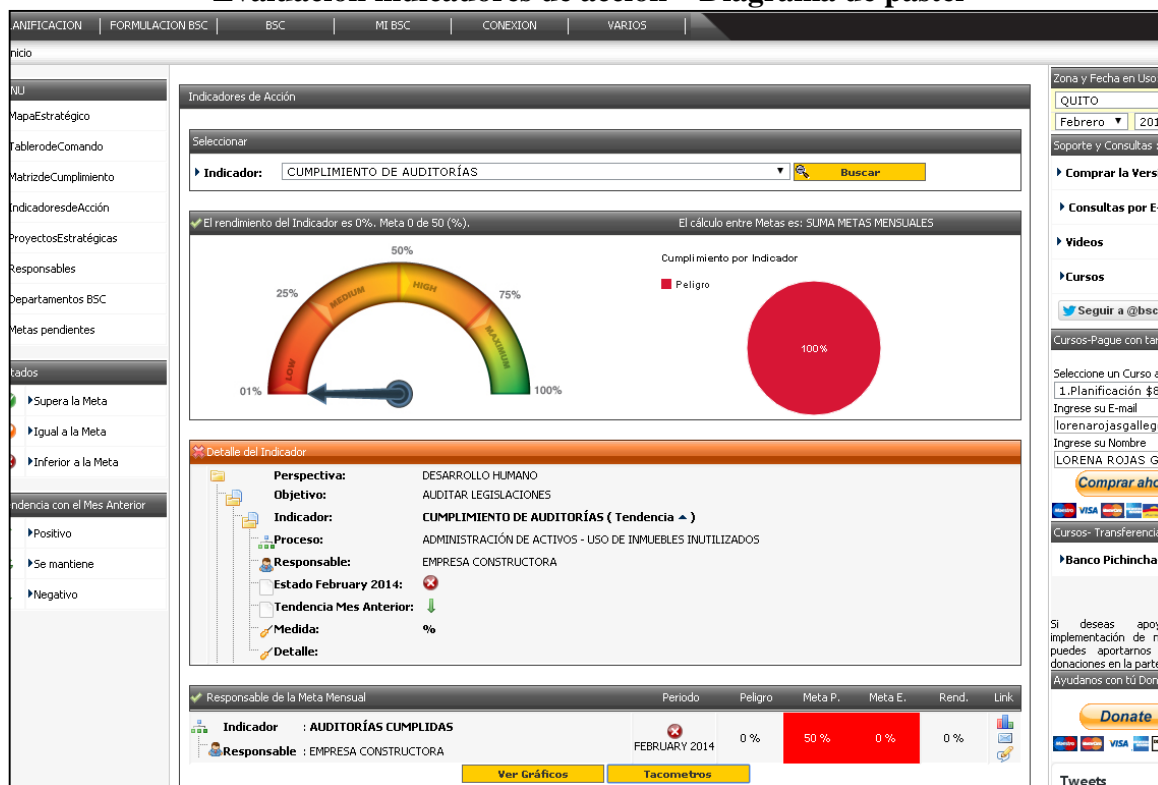 Evaluación indicadores de acción – Diagrama de pastel
ANIFICACION | FORMULACION BSC | BSC | MI BSC | CONEXION | VARIOS |
nicio
NU
MapaEstratégico
TablerodeComando
MatrizdeCumplimiento
IndicadoresdeAcción
ProyectosEstratégicas
Responsables
Departamentos BSC
Metas pendientes
tados
Supera la Meta
Igual a la Meta
Inferior a la Meta
ndencia con el Mes Anterior
Positivo
Se mantiene
Negativo
Indicadores de Acción
Seleccionar
Indicador: CUMPLIMIENTO DE AUDITORÍAS Buscar
El rendimiento del Indicador es 0%. Meta 0 de 50 (%). El cálculo entre Metas es: SUMA METAS MENSUALES
01%
25%
50%
75%
100%
LOW
MEDIUM
HIGH
MAXIMUM
Cumplimiento por Indicador
Peligro
100%
Detalle del Indicador
Perspectiva: DESARROLLO HUMANO
Objetivo: AUDITAR LEGISLACIONES
Indicador: CUMPLIMIENTO DE AUDITORÍAS ( Tendencia )
Proceso: ADMINISTRACIÓN DE ACTIVOS - USO DE INMUEBLES INUTILIZADOS
Responsable: EMPRESA CONSTRUCTORA
Estado February 2014:
Tendencia Mes Anterior:
Medida: %
Detalle:
Responsable de la Meta Mensual Periodo Peligro Meta P. Meta E. Rend. Link
Indicador : AUDITORÍAS CUMPLIDAS
Responsable : EMPRESA CONSTRUCTORA
FEBRUARY 2014 0 % 50 % 0 % 0 %
Ver Gráficos Tacometros
Zona y Fecha en Uso:
QUITO
Febrero 201
Soporte y Consultas :
Comprar la Versi
Consultas por E-
Videos
Cursos
Seguir a @bsc
Cursos-Pague con tar
Seleccione un Curso a
1.Planificación $8
Ingrese su E-mail
lorenarojasgalleg
Ingrese su Nombre
LORENA ROJAS G
Comprar aho
VISA
Cursos- Transferencia
Banco Pichincha
Si deseas apoy
implementación de
puedes aportarnos
donaciones en la parte
Ayudanos con tú Don
Donate
VISA
Tweets